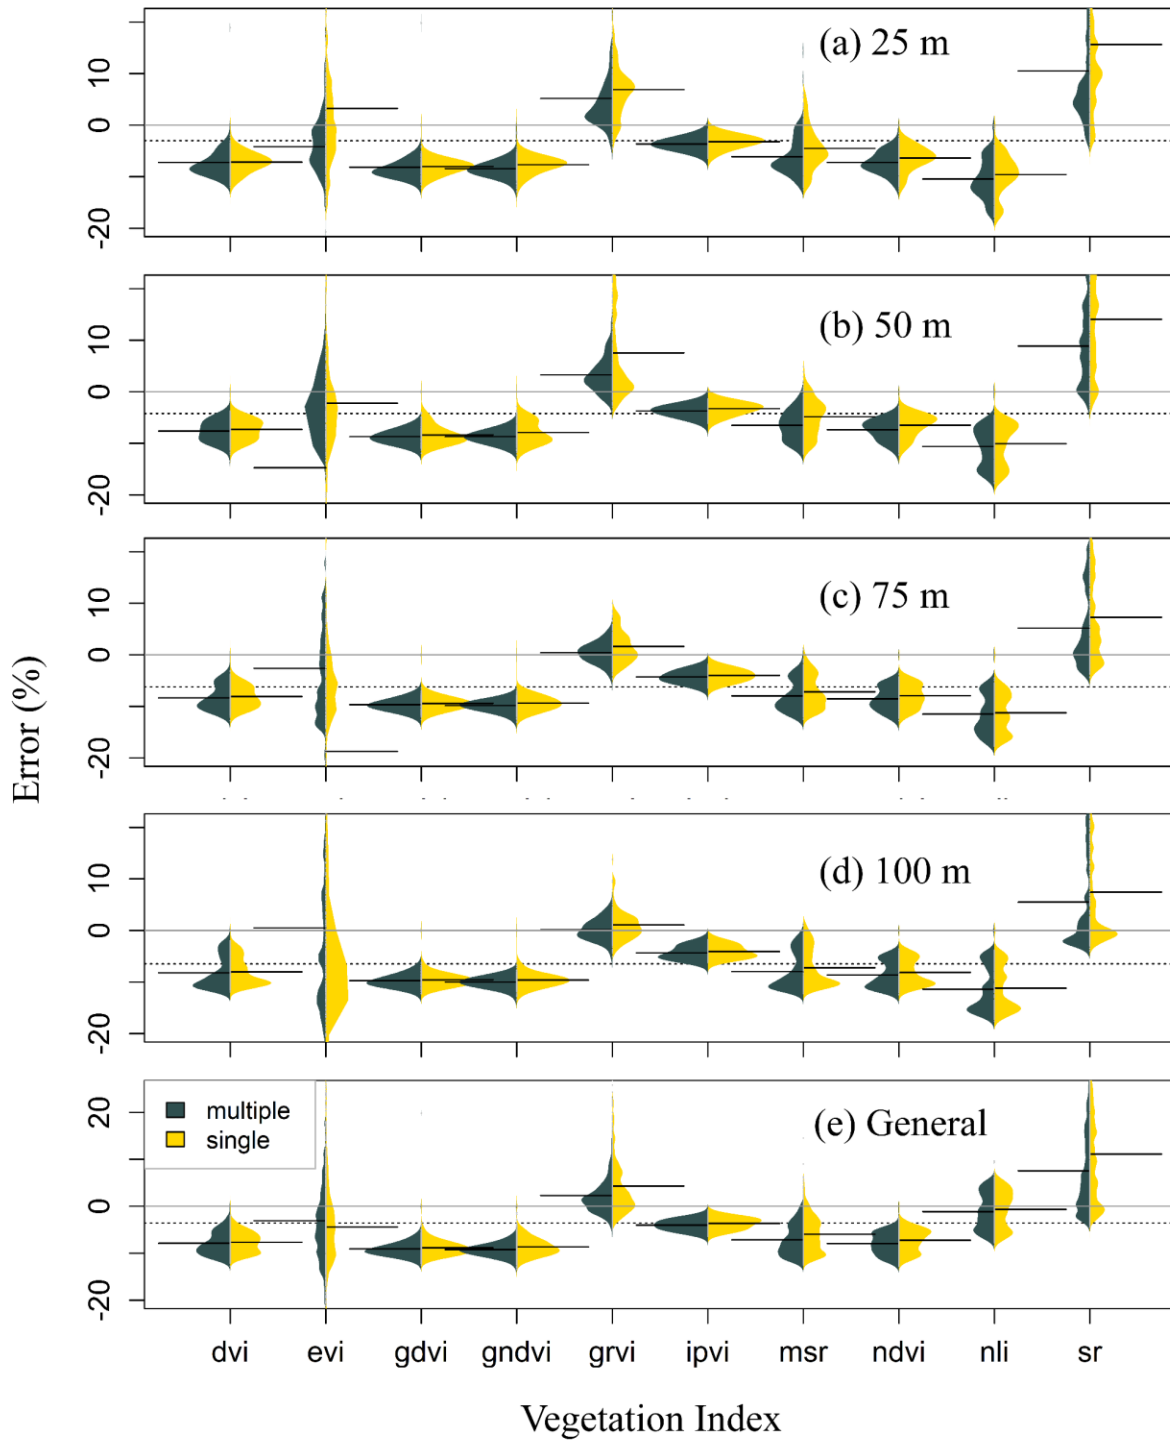 (a) 25 m
10
0
-20
(b) 50 m
10
0
-20
(c) 75 m
10
0
-20
(d) 100 m
10
0
-20
(e) General
multiple
single
20
0
-20
dvi evi gdvi gndvi grvi ipvi msr ndvi nli sr
Vegetation Index
Error (%)